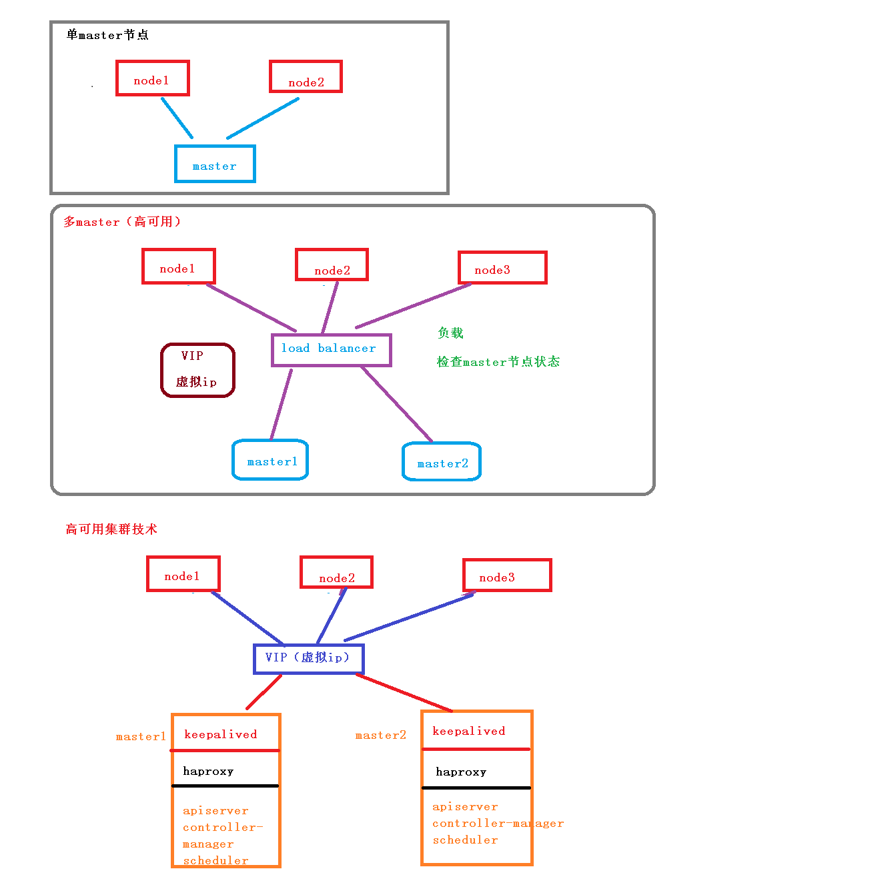 单master节点
node1
node2
master
多master（高可用）
node1
node2
node3
load balancer
负载
检查master节点状态
VIP
虚拟ip
master1
master2
高可用集群技术
node1
node2
node3
VIP（虚拟ip）
master1
keepalived
haproxy
apiserver
controller-
manager
scheduler
master2
keepalived
haproxy
apiserver
controller-manager
scheduler